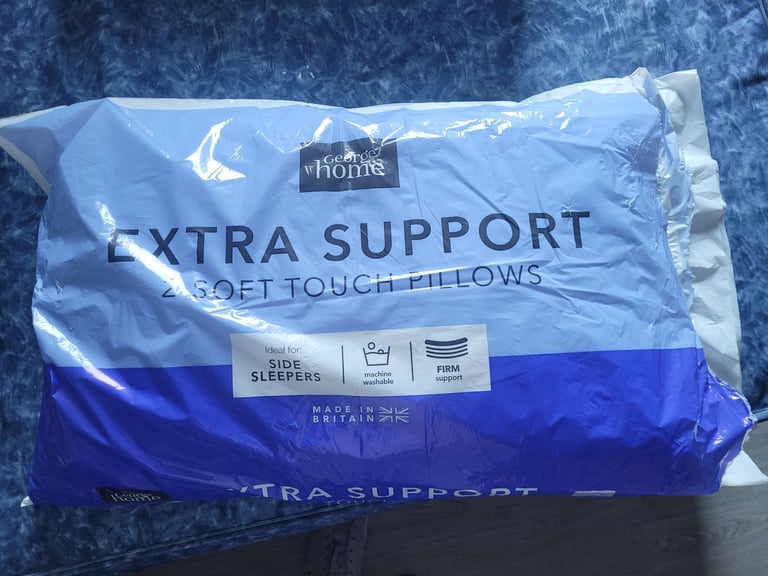 George
home
EXTRA SUPPORT
2 SOFT TOUCH PILLOWS
Ideal for:
SIDE
SLEEPERS
machine
washable
FIRM
support
MADE IN
BRITAIN
George
home
XTRA SUPPORT